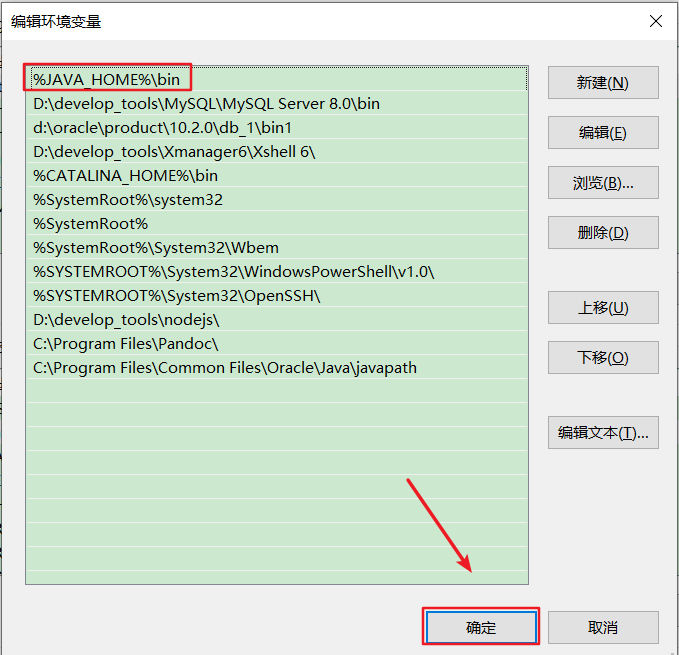 编辑环境变量
%JAVA_HOME%\bin
D:\develop_tools\MySQL\MySQL Server 8.0\bin
d:\oracle\product\10.2.0\db_1\bin1
D:\develop_tools\Xmanager6\Xshell 6\
%CATALINA_HOME%\bin
%SystemRoot%\system32
%SystemRoot%
%SystemRoot%\System32\Wbem
%SYSTEMROOT%\System32\WindowsPowerShell\v1.0\
%SYSTEMROOT%\System32\OpenSSH\
D:\develop_tools\nodejs\
C:\Program Files\Pandoc\
C:\Program Files\Common Files\Oracle\Java\javapath
新建(N)
编辑(E)
浏览(B)...
删除(D)
上移(U)
下移(O)
编辑文本(T)...
确定
取消